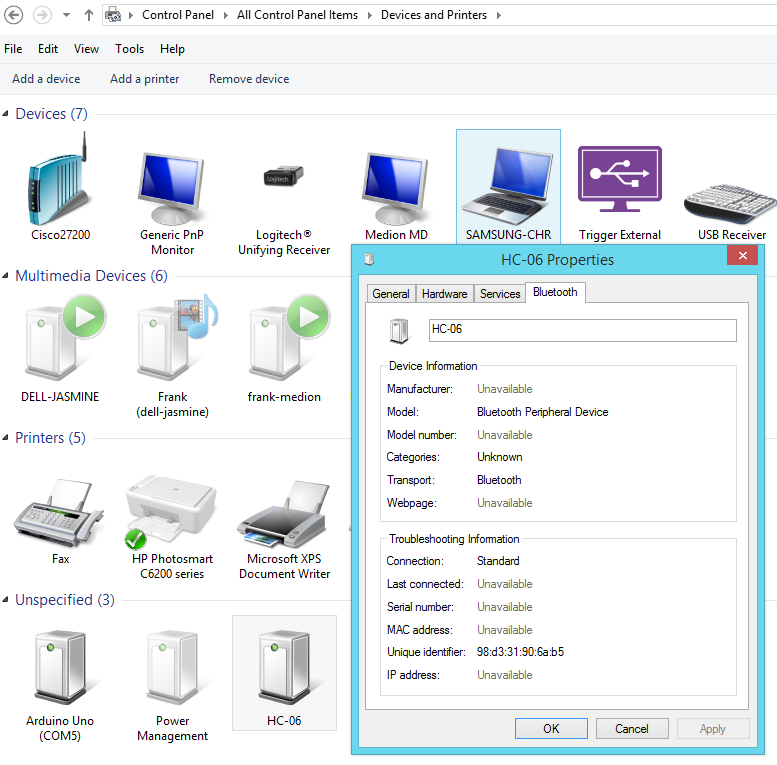 Control Panel
All Control Panel Items
Devices and Printers
File Edit View Tools Help
Add a device Add a printer Remove device
Devices (7)
Logitech
Cisco27200
Generic PnP
Monitor
Logitech®
Unifying Receiver
Medion MD
SAMSUNG-CHR
Trigger External
USB Receiver
Multimedia Devices (6)
DELL-JASMINE
Frank
(dell-jasmine)
frank-medion
Printers (5)
Fax
HP Photosmart
C6200 series
Microsoft XPS
Document Writer
Unspecified (3)
Arduino Uno
(COM5)
Power
Management
HC-06
HC-06 Properties
General Hardware Services Bluetooth
HC-06
Device Information
Manufacturer: Unavailable
Model: Bluetooth Peripheral Device
Model number: Unavailable
Categories: Unknown
Transport: Bluetooth
Webpage: Unavailable
Troubleshooting Information
Connection: Standard
Last connected: Unavailable
Serial number: Unavailable
MAC address: Unavailable
Unique identifier: 98:d3:31:90:6a:b5
IP address: Unavailable
OK Cancel Apply